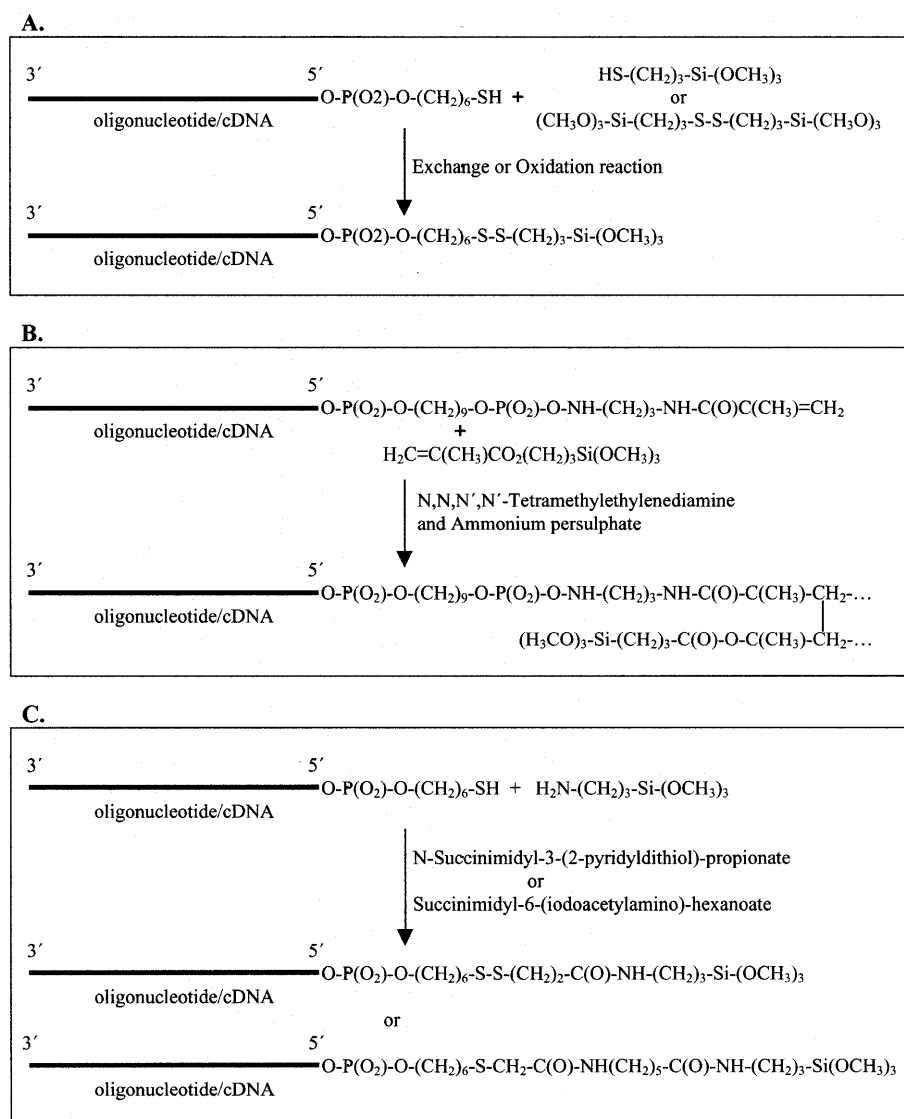 A.
3´ 5´
O-P(O2)-O-(CH₂)₆-SH + HS-(CH₂)₃-Si-(OCH₃)₃
or
(CH₃O)₃-Si-(CH₂)₃-S-S-(CH₂)₃-Si-(CH₃O)₃
oligonucleotide/cDNA
Exchange or Oxidation reaction
3´ 5´
O-P(O2)-O-(CH₂)₆-S-S-(CH₂)₃-Si-(OCH₃)₃
oligonucleotide/cDNA
B.
3´ 5´
O-P(O₂)-O-(CH₂)₉-O-P(O₂)-O-NH-(CH₂)₃-NH-C(O)C(CH₃)=CH₂
oligonucleotide/cDNA
+
H₂C=C(CH₃)CO₂(CH₂)₃Si(OCH₃)₃
N,N,N´,N´-Tetramethylethylenediamine
and Ammonium persulphate
3´ 5´
O-P(O₂)-O-(CH₂)₉-O-P(O₂)-O-NH-(CH₂)₃-NH-C(O)-C(CH₃)-CH₂-...
oligonucleotide/cDNA
(H₃CO)₃-Si-(CH₂)₃-C(O)-O-C(CH₃)-CH₂-...
C.
3´ 5´
O-P(O₂)-O-(CH₂)₆-SH + H₂N-(CH₂)₃-Si-(OCH₃)₃
oligonucleotide/cDNA
N-Succinimidyl-3-(2-pyridyldithiol)-propionate
or
Succinimidyl-6-(iodoacetylamino)-hexanoate
3´ 5´
O-P(O₂)-O-(CH₂)₆-S-S-(CH₂)₂-C(O)-NH-(CH₂)₃-Si-(OCH₃)₃
oligonucleotide/cDNA
or
3´ 5´
O-P(O₂)-O-(CH₂)₆-S-CH₂-C(O)-NH(CH₂)₅-C(O)-NH-(CH₂)₃-Si(OCH₃)₃
oligonucleotide/cDNA